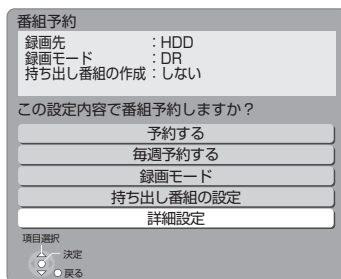 番組予約
録画先　　　　　：HDD
録画モード　　　：DR
持ち出し番組の作成：しない
この設定内容で番組予約しますか？
予約する
毎週予約する
録画モード
持ち出し番組の設定
詳細設定
項目選択
決定
戻る